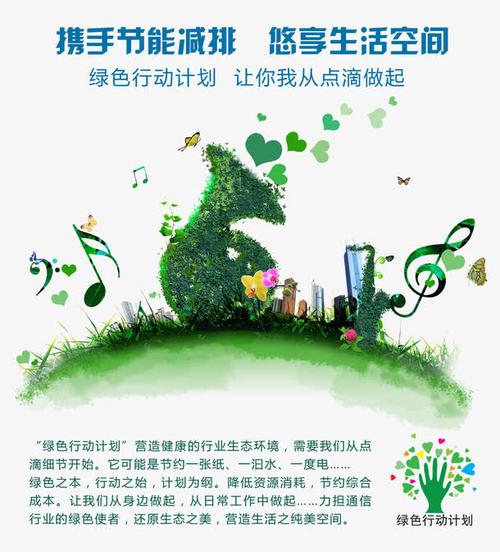 携手节能减排 悠享生活空间
绿色行动计划 让你我从点滴做起
“绿色行动计划”营造健康的行业生态环境，需要我们从点
滴细节开始。它可能是节约一张纸、一汩水、一度电......
绿色之本，行动之始，计划为纲。降低资源消耗，节约综合
成本。让我们从身边做起，从日常工作中做起......力担通信
行业的绿色使者，还原生态之美，营造生活之纯美空间。
绿色行动计划